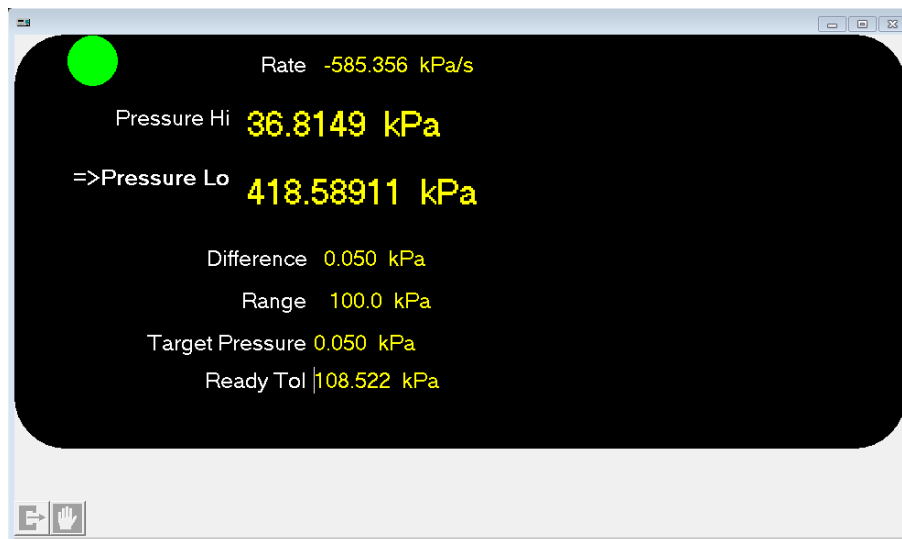 Rate -585.356 kPa/s
Pressure Hi 36.8149 kPa
=>Pressure Lo 418.58911 kPa
Difference 0.050 kPa
Range 100.0 kPa
Target Pressure 0.050 kPa
Ready Tol 108.522 kPa